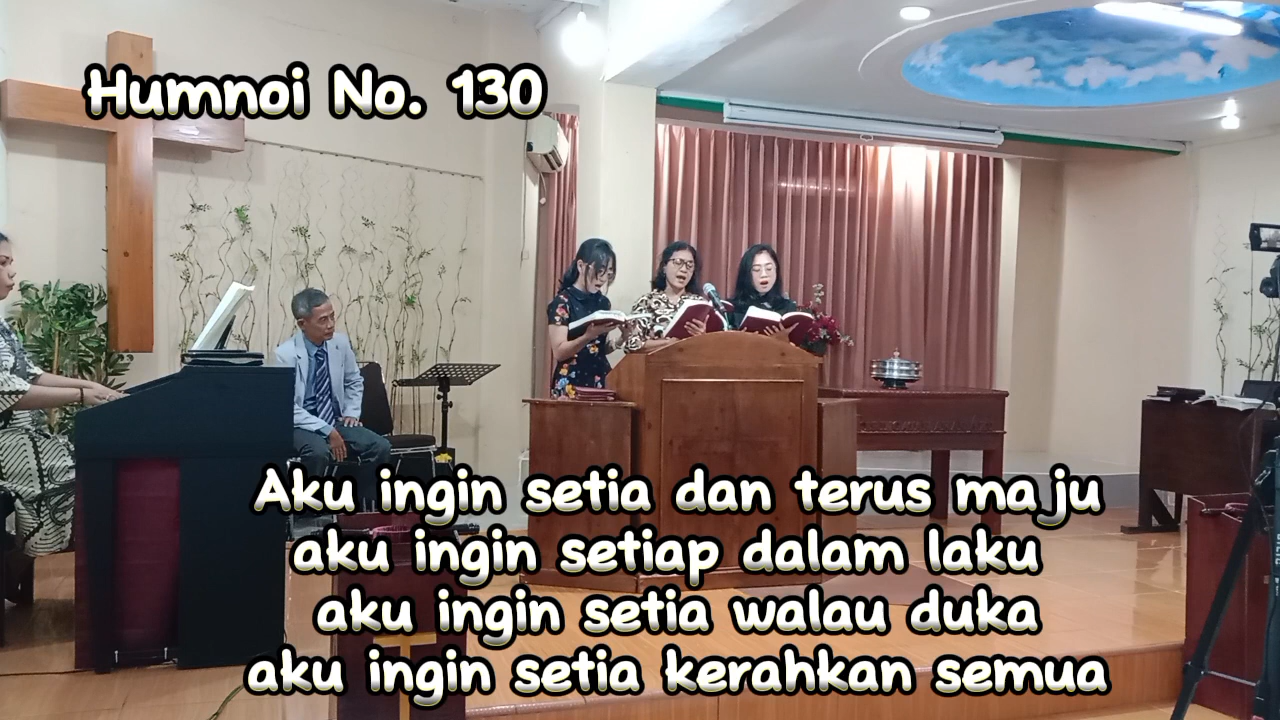 Humnoi No. 130
Aku ingin setia dan terus maju
aku ingin setiap dalam laku
aku ingin setia walau duka
aku ingin setia kerahkan semua